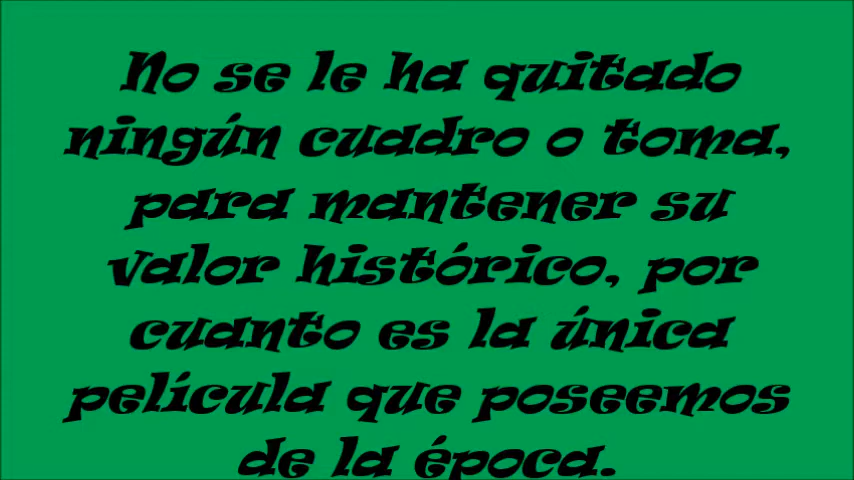 No se le ha quitado
ningún cuadro o toma,
para mantener su
valor histórico, por
cuanto es la única
película que poseemos
de la época.